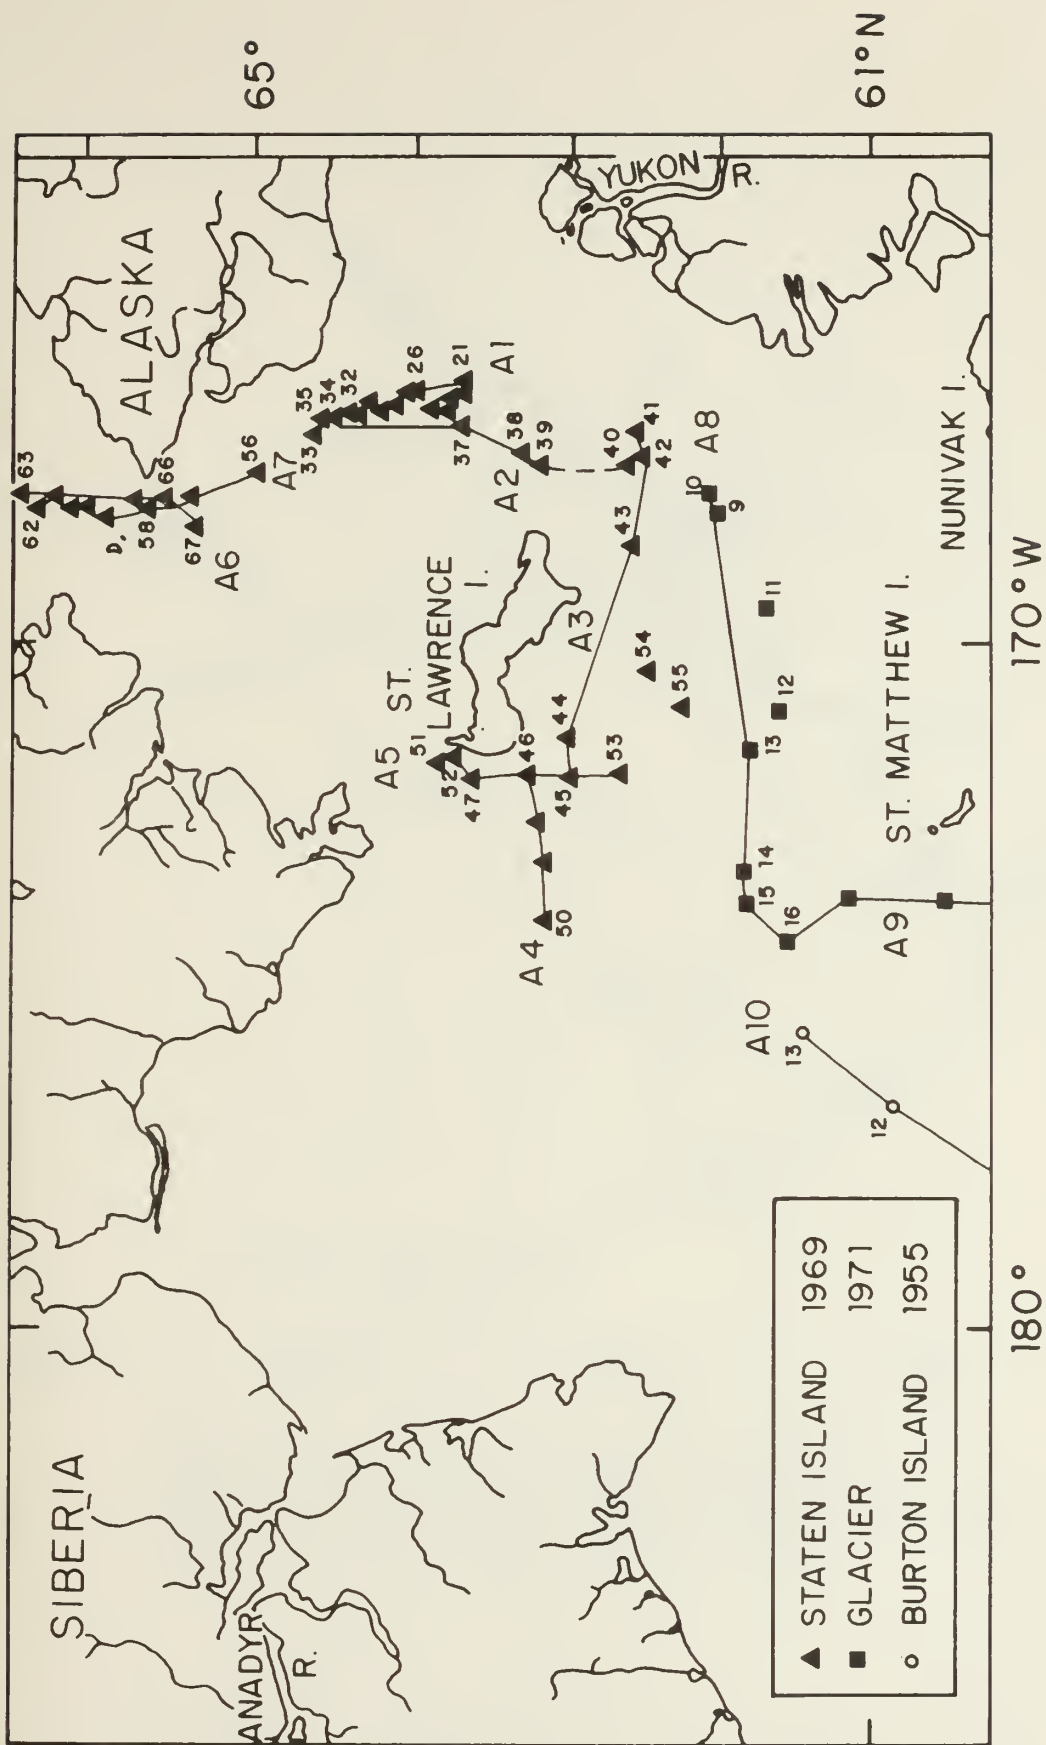 65°
61°N
SIBERIA
ANADYR
R.
ALASKA
YUKON
R.
ST.
LAWRENCE
I.
NUNIVAK I.
ST. MATTHEW I.
170°W
180°
63
62
D,
58
66
67
A6
56
A7
35
34
33
32
26
21
A1
37
38
39
A2
40
41
42
43
A8
10
9
11
12
13
14
15
16
A9
A3
54
55
44
45
46
53
A5
51
52
47
50
A4
A10
13
12
▲ STATEN ISLAND 1969
■ GLACIER 1971
○ BURTON ISLAND 1955